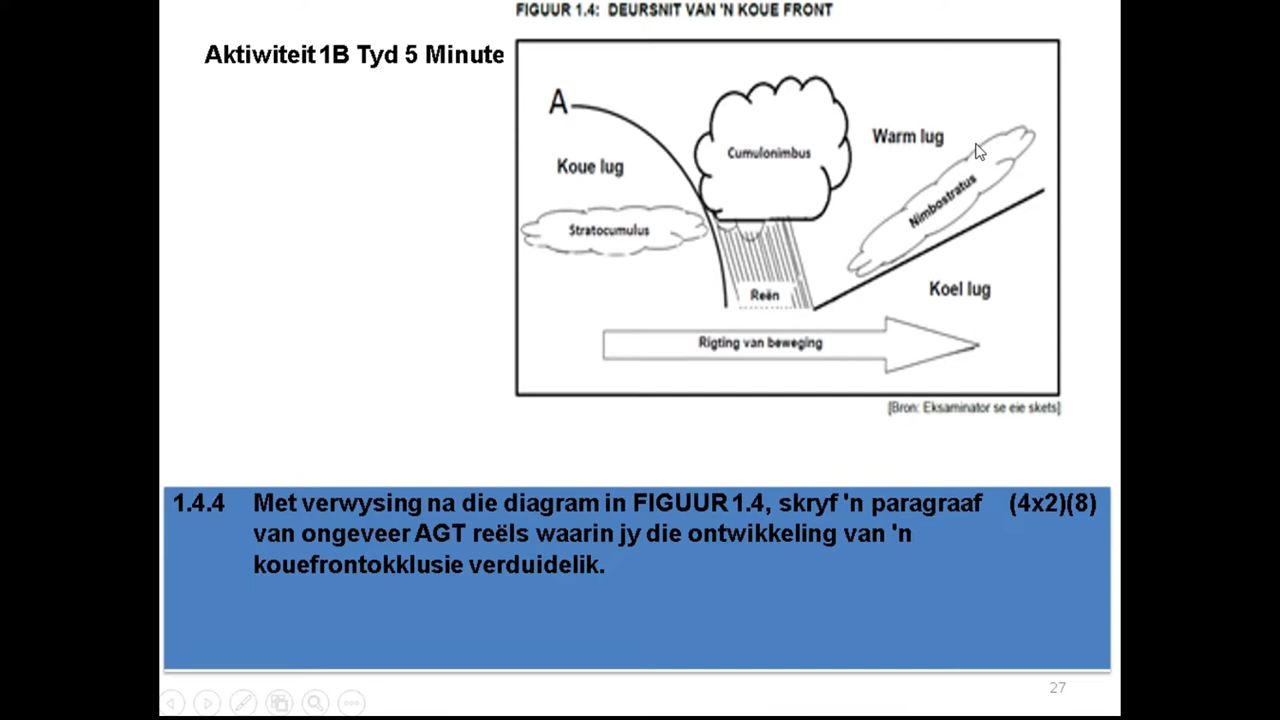 FIGUUR 1.4: DEURSNIT VAN 'N KOUE FRONT
Aktiwiteit 1B Tyd 5 Minute
A
Koue lug
Cumulonimbus
Warm lug
Stratocumulus
Nimbostratus
Reën
Koel lug
Rigting van beweging
[Bron: Eksaminator se eie skets]
1.4.4 Met verwysing na die diagram in FIGUUR 1.4, skryf 'n paragraaf (4x2)(8)
van ongeveer AGT reëls waarin jy die ontwikkeling van 'n
kouefrontokklusie verduidelik.
27